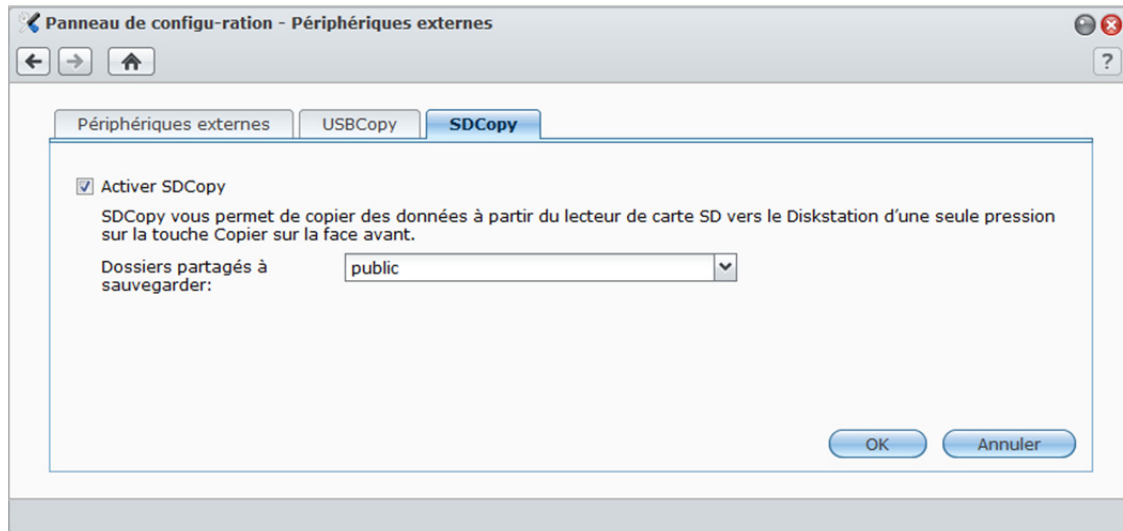 Panneau de configu-ration - Périphériques externes
?
Périphériques externes USBCopy SDCopy
Activer SDCopy
SDCopy vous permet de copier des données à partir du lecteur de carte SD vers le Diskstation d'une seule pression
sur la touche Copier sur la face avant.
Dossiers partagés à public
sauvegarder:
OK Annuler